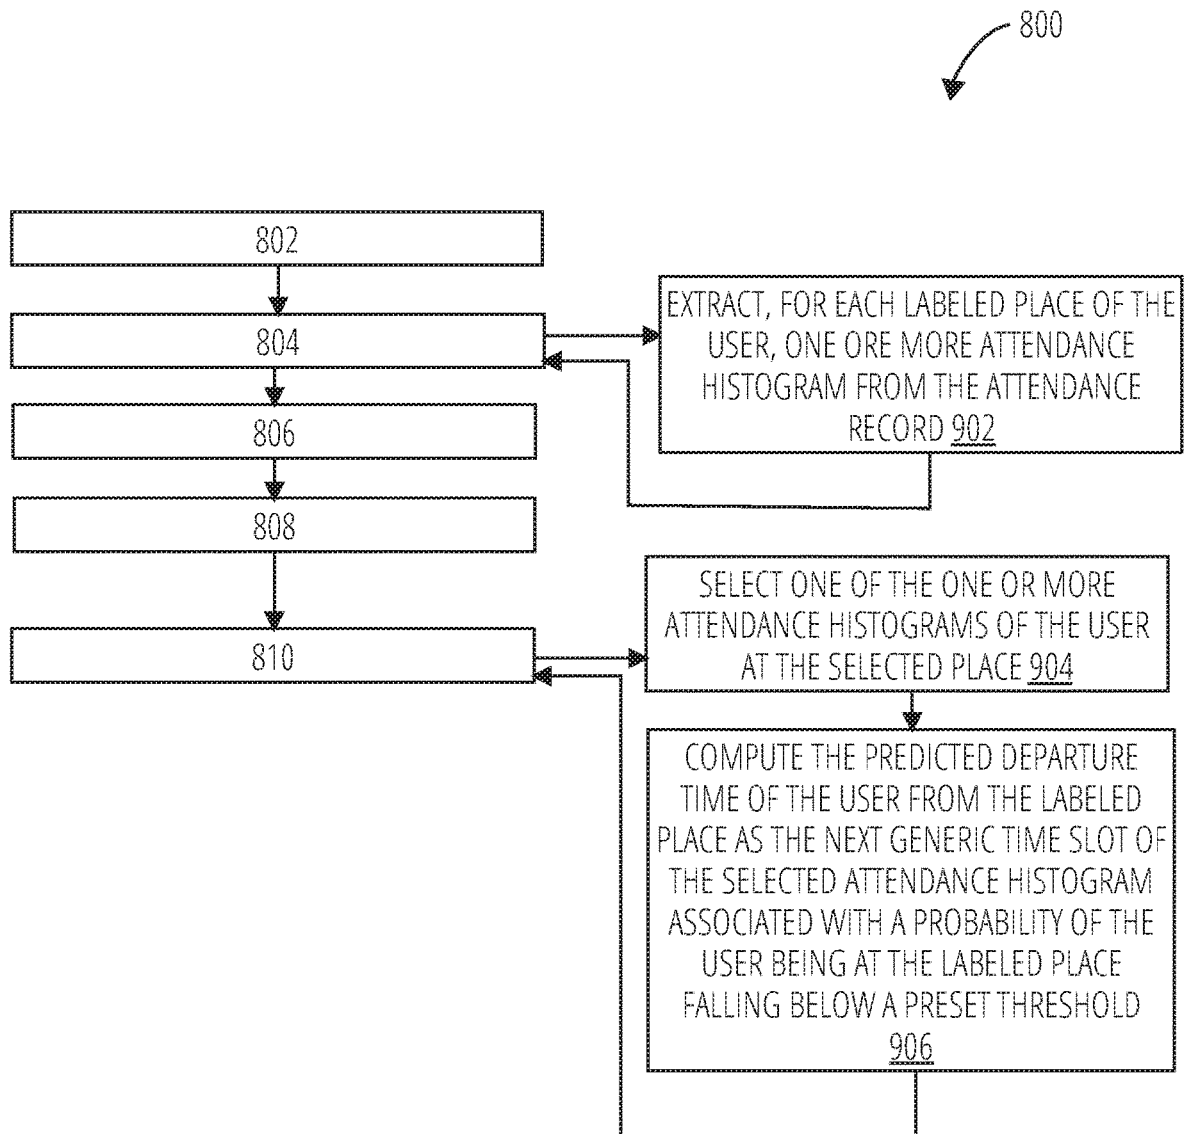 800
802
804
EXTRACT, FOR EACH LABELED PLACE OF THE
USER, ONE ORE MORE ATTENDANCE
HISTOGRAM FROM THE ATTENDANCE
RECORD 902
806
808
810
SELECT ONE OF THE ONE OR MORE
ATTENDANCE HISTOGRAMS OF THE USER
AT THE SELECTED PLACE 904
COMPUTE THE PREDICTED DEPARTURE
TIME OF THE USER FROM THE LABELED
PLACE AS THE NEXT GENERIC TIME SLOT OF
THE SELECTED ATTENDANCE HISTOGRAM
ASSOCIATED WITH A PROBABILITY OF THE
USER BEING AT THE LABELED PLACE
FALLING BELOW A PRESET THRESHOLD
906